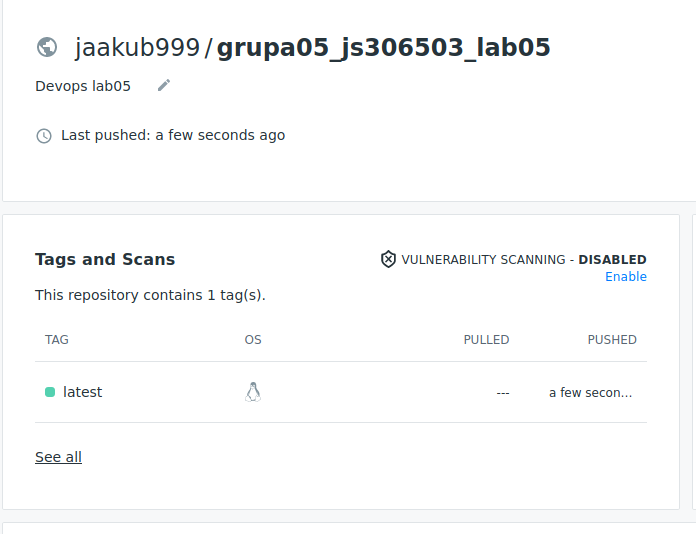 jaakub999/grupa05_js306503_lab05
Devops lab05
Last pushed: a few seconds ago
Tags and Scans
VULNERABILITY SCANNING - DISABLED
Enable
This repository contains 1 tag(s).
TAG OS PULLED PUSHED
latest --- a few secon...
See all